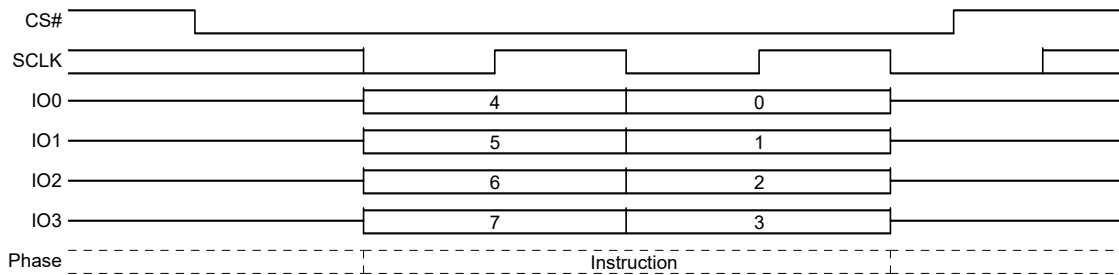 CS#
SCLK
IO0 4 0
IO1 5 1
IO2 6 2
IO3 7 3
Phase Instruction